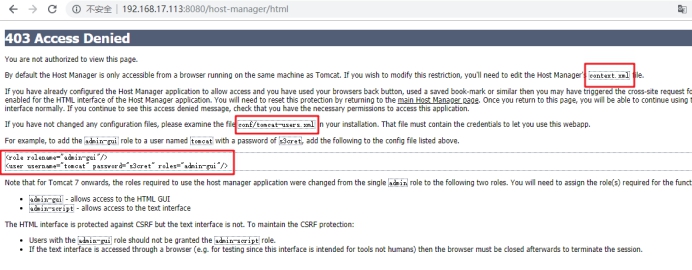 不安全 | 192.168.17.113:8080/host-manager/html
403 Access Denied
You are not authorized to view this page.
By default the Host Manager is only accessible from a browser running on the same machine as Tomcat. If you wish to modify this restriction, you'll need to edit the Host Manager's context.xml file.
If you have already configured the Host Manager application to allow access and you have used your browsers back button, used a saved book-mark or similar then you may have triggered the cross-site request fo
enabled for the HTML interface of the Host Manager application. You will need to reset this protection by returning to the main Host Manager page. Once you return to this page, you will be able to continue using t
interface normally. If you continue to see this access denied message, check that you have the necessary permissions to access this application.
If you have not changed any configuration files, please examine the file conf/tomcat-users.xml in your installation. That file must contain the credentials to let you use this webapp.
For example, to add the admin-gui role to a user named tomcat with a password of s3cret, add the following to the config file listed above.
<role rolename="admin-gui"/>
<user username="tomcat" password="s3cret" roles="admin-gui"/>
Note that for Tomcat 7 onwards, the roles required to use the host manager application were changed from the single admin role to the following two roles. You will need to assign the role(s) required for the funct
• admin-gui - allows access to the HTML GUI
• admin-script - allows access to the text interface
The HTML interface is protected against CSRF but the text interface is not. To maintain the CSRF protection:
• Users with the admin-gui role should not be granted the admin-script role.
• If the text interface is accessed through a browser (e.g. for testing since this interface is intended for tools not humans) then the browser must be closed afterwards to terminate the session.